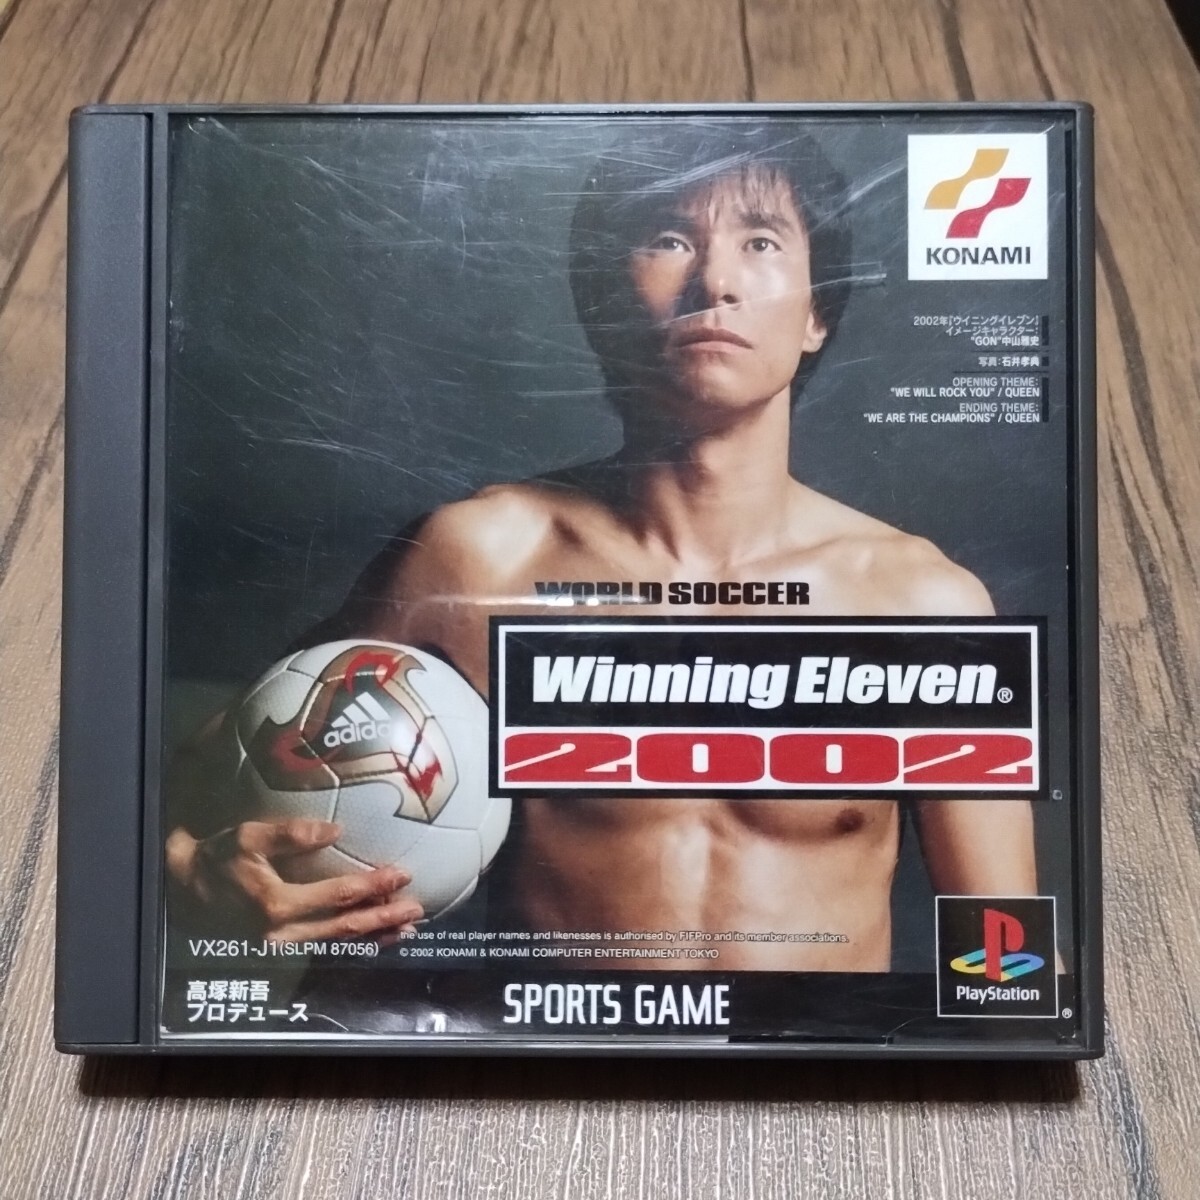 KONAMI
2002年『ウイニングイレブン』
イメージキャラクター:
"GON"中山雅史
写真:石井孝典
OPENING THEME:
"WE WILL ROCK YOU" / QUEEN
ENDING THEME:
"WE ARE THE CHAMPIONS" / QUEEN
WORLD SOCCER
Winning Eleven®
2002
adidas
VX261-J1(SLPM 87056)
the use of real player names and likenesses is authorised by FIFPro and its member associations.
© 2002 KONAMI & KONAMI COMPUTER ENTERTAINMENT TOKYO
PlayStation®
高塚新吾
プロデュース
SPORTS GAME